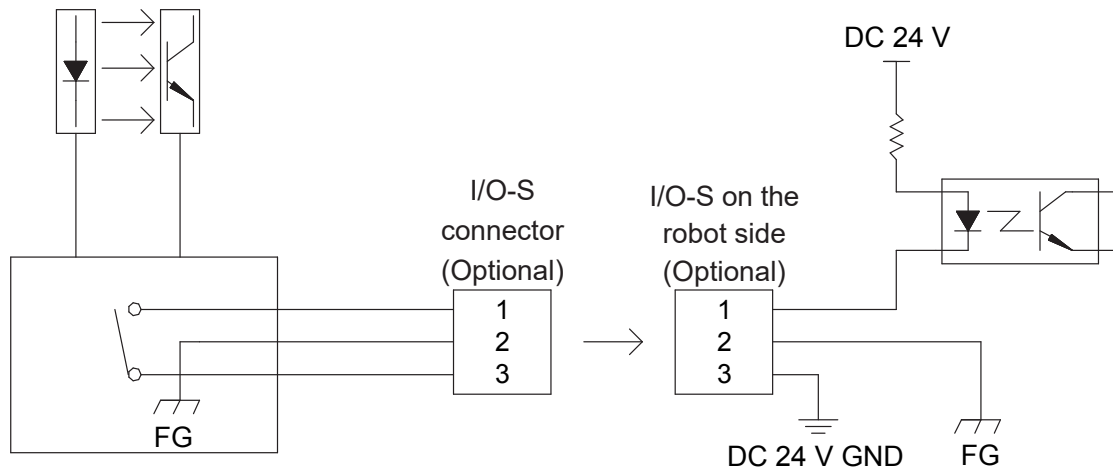 DC 24 V
I/O-S
connector
(Optional)
I/O-S on the
robot side
(Optional)
1
2
3
1
2
3
FG
DC 24 V GND
FG